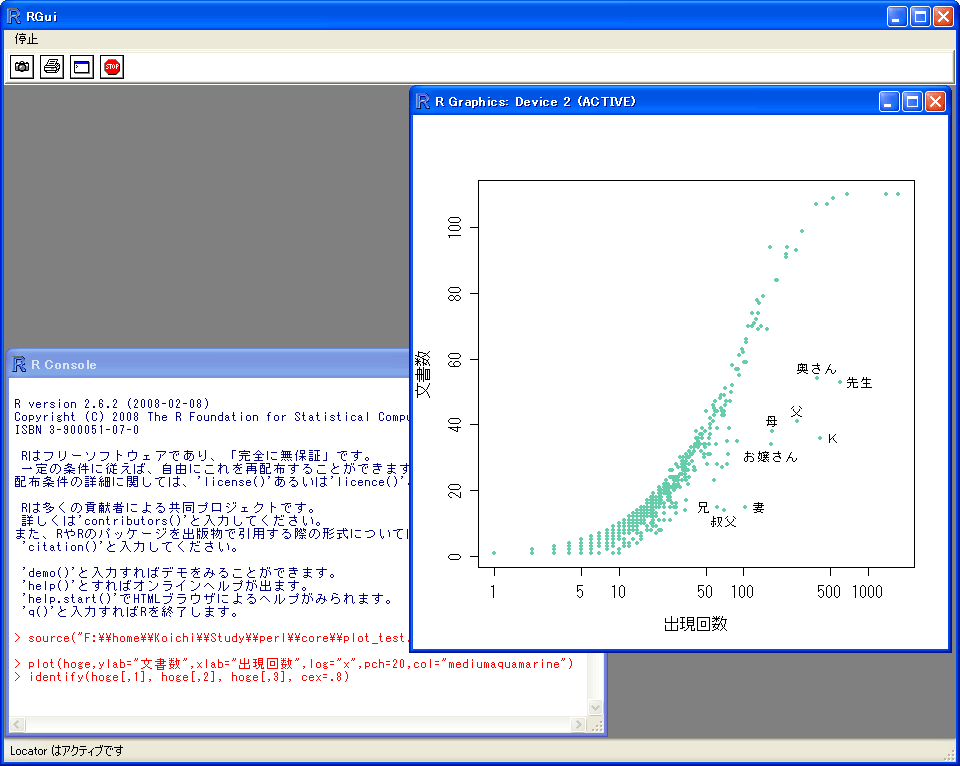 RGui
停止
STOP
R Graphics: Device 2 (ACTIVE)
文書数
100
80
60
40
20
0
奥さん
先生
父
母
K
お嬢さん
兄
妻
叔父
1 5 10 50 100 500 1000
出現回数
R Console
R version 2.6.2 (2008-02-08)
Copyright (C) 2008 The R Foundation for Statistical Compu
ISBN 3-900051-07-0
Rはフリーソフトウェアであり、「完全に無保証」です。
一定の条件に従えば、自由にこれを再配布することができます
配布条件の詳細に関しては、'license()'あるいは'licence()'.
Rは多くの貢献者による共同プロジェクトです。
詳しくは'contributors()'と入力してください。
また、RやRのパッケージを出版物で引用する際の形式について
'citation()'と入力してください。
'demo()'と入力すればデモをみることができます。
'help()'とすればオンラインヘルプが出ます。
'help.start()'でHTMLブラウザによるヘルプがみられます。
'q()'と入力すればRを終了します。
> source("F:¥¥home¥¥Koichi¥¥Study¥¥perl¥¥core¥¥plot_test.
> plot(hoge,ylab="文書数",xlab="出現回数",log="x",pch=20,col="mediumaquamarine")
> identify(hoge[,1], hoge[,2], hoge[,3], cex=.8)
Locator はアクティブです